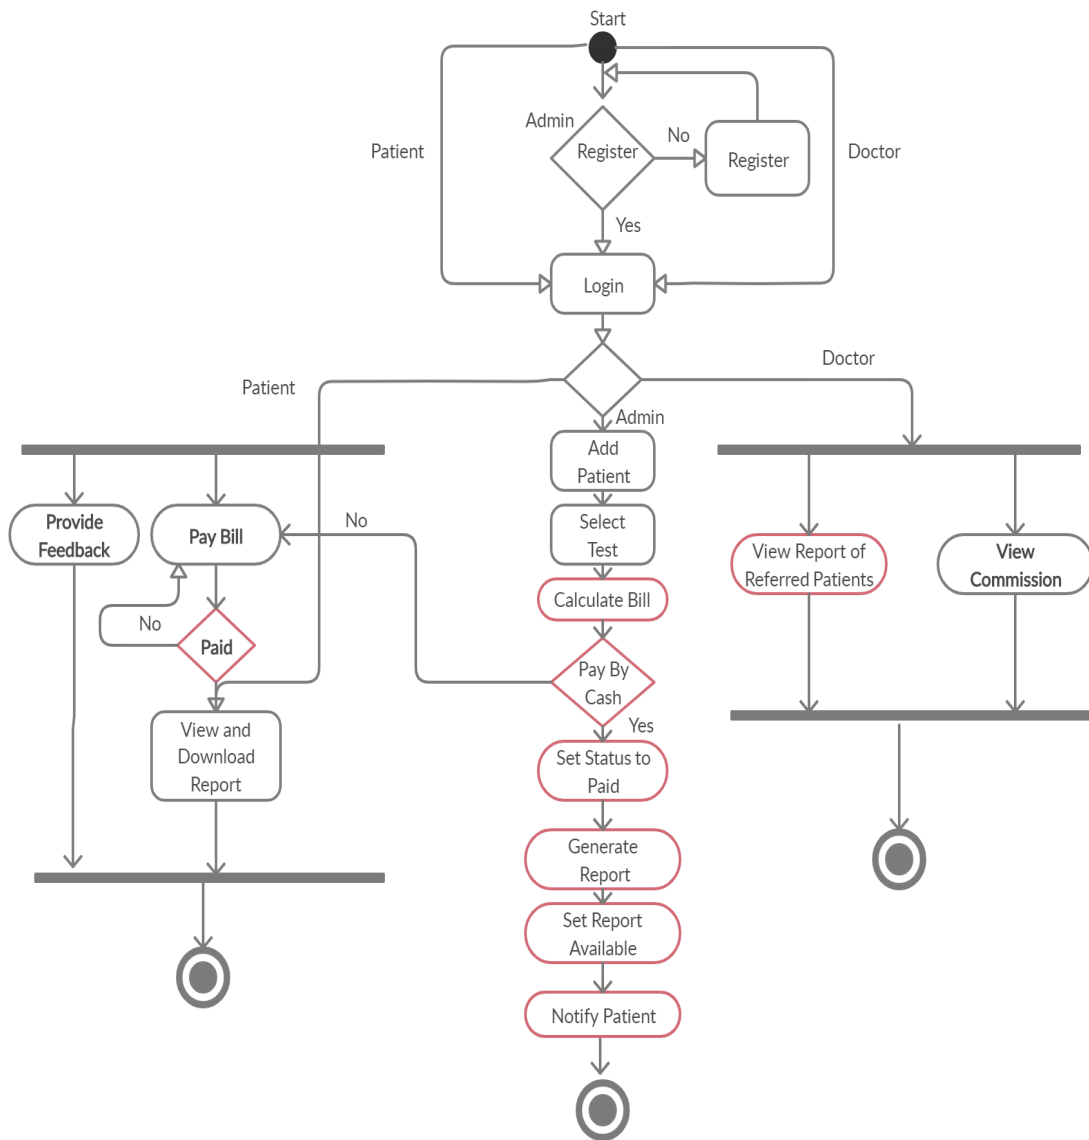 Start
Admin
Patient
Register
No
Register
Doctor
Yes
Login
Doctor
Patient
Admin
Add
Patient
Provide
Feedback
Pay Bill
No
Select
Test
View Report of
Referred Patients
View
Commission
Calculate Bill
No
Paid
Pay By
Cash
Yes
View and
Download
Report
Set Status to
Paid
Generate
Report
Set Report
Available
Notify Patient